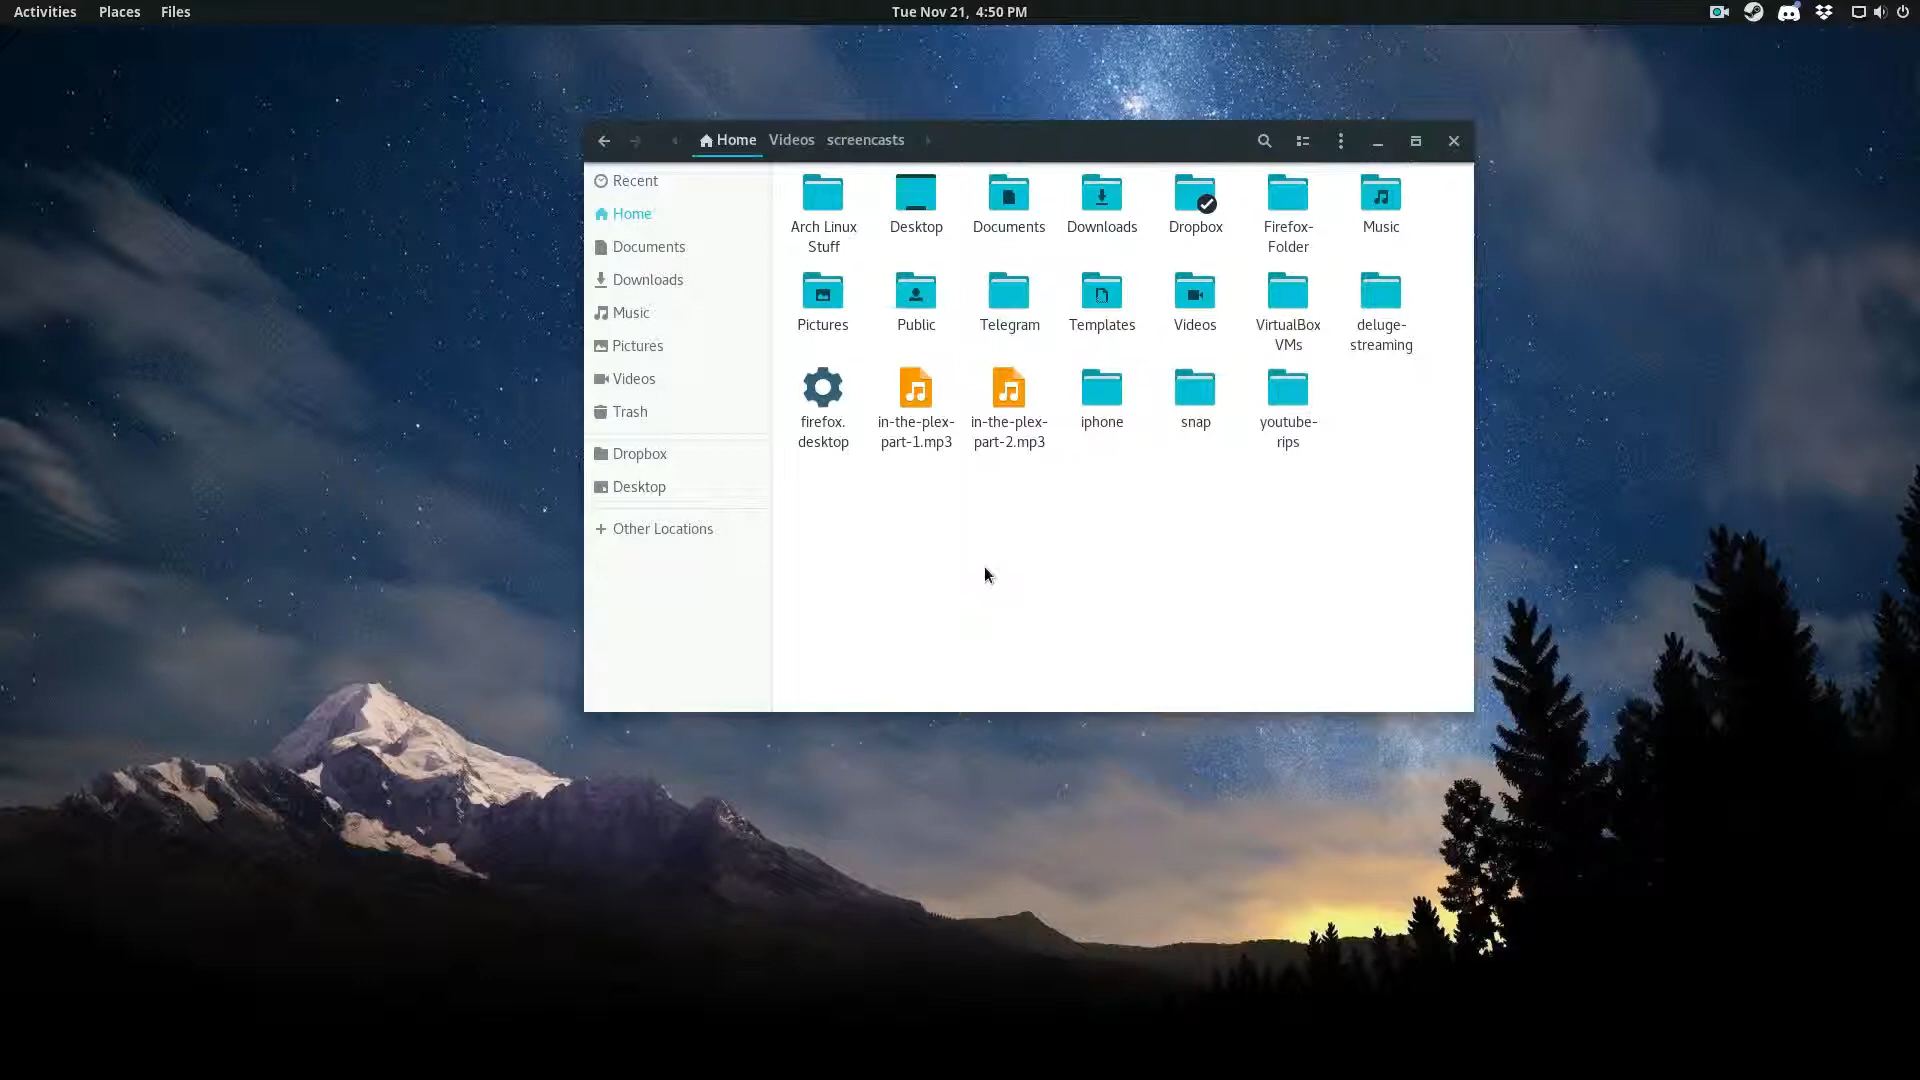 Activities Places Files Tue Nov 21, 4:50 PM
Home Videos screencasts
Recent
Home
Documents
Downloads
Music
Pictures
Videos
Trash
Dropbox
Desktop
Other Locations
Arch Linux
Stuff
Desktop
Documents
Downloads
Dropbox
Firefox-
Folder
Music
Pictures
Public
Telegram
Templates
Videos
VirtualBox
VMs
deluge-
streaming
firefox.
desktop
in-the-plex-
part-1.mp3
in-the-plex-
part-2.mp3
iphone
snap
youtube-
rips